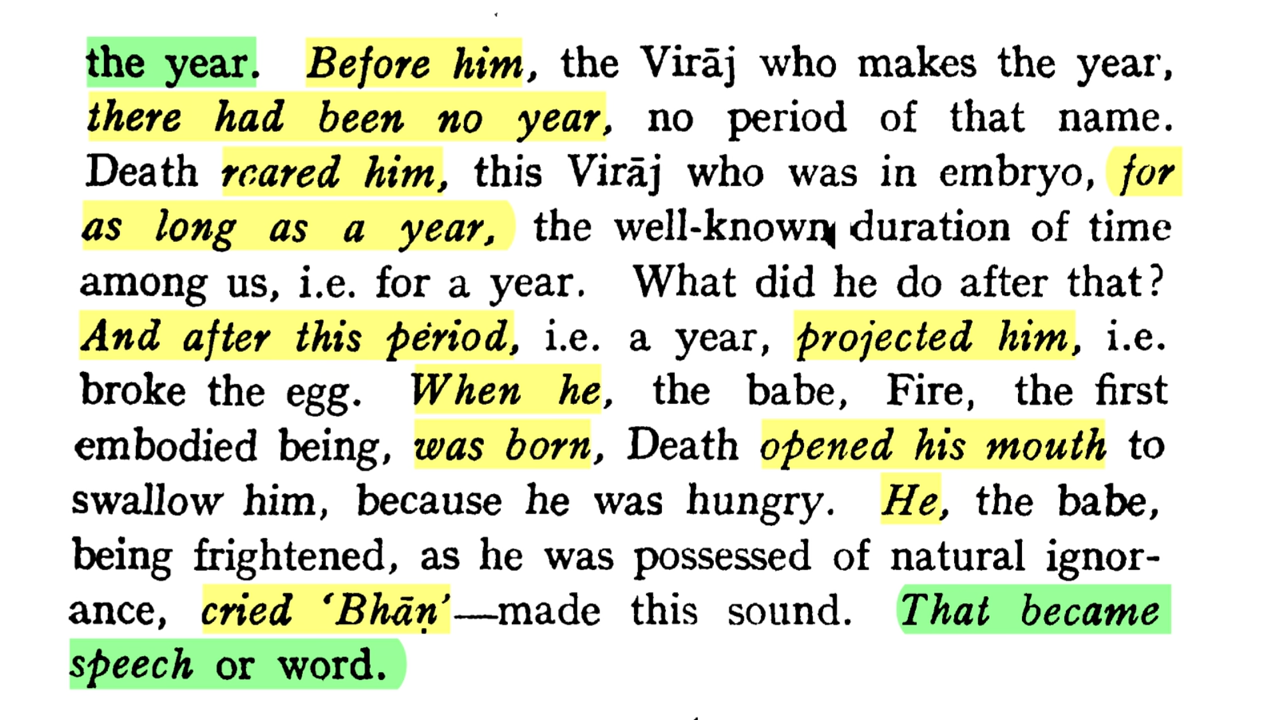 the year. Before him, the Virāj who makes the year,
there had been no year, no period of that name.
Death reared him, this Virāj who was in embryo, for
as long as a year, the well-known duration of time
among us, i.e. for a year. What did he do after that?
And after this period, i.e. a year, projected him, i.e.
broke the egg. When he, the babe, Fire, the first
embodied being, was born, Death opened his mouth to
swallow him, because he was hungry. He, the babe,
being frightened, as he was possessed of natural ignor-
ance, cried ‘Bhāṇ’—made this sound. That became
speech or word.